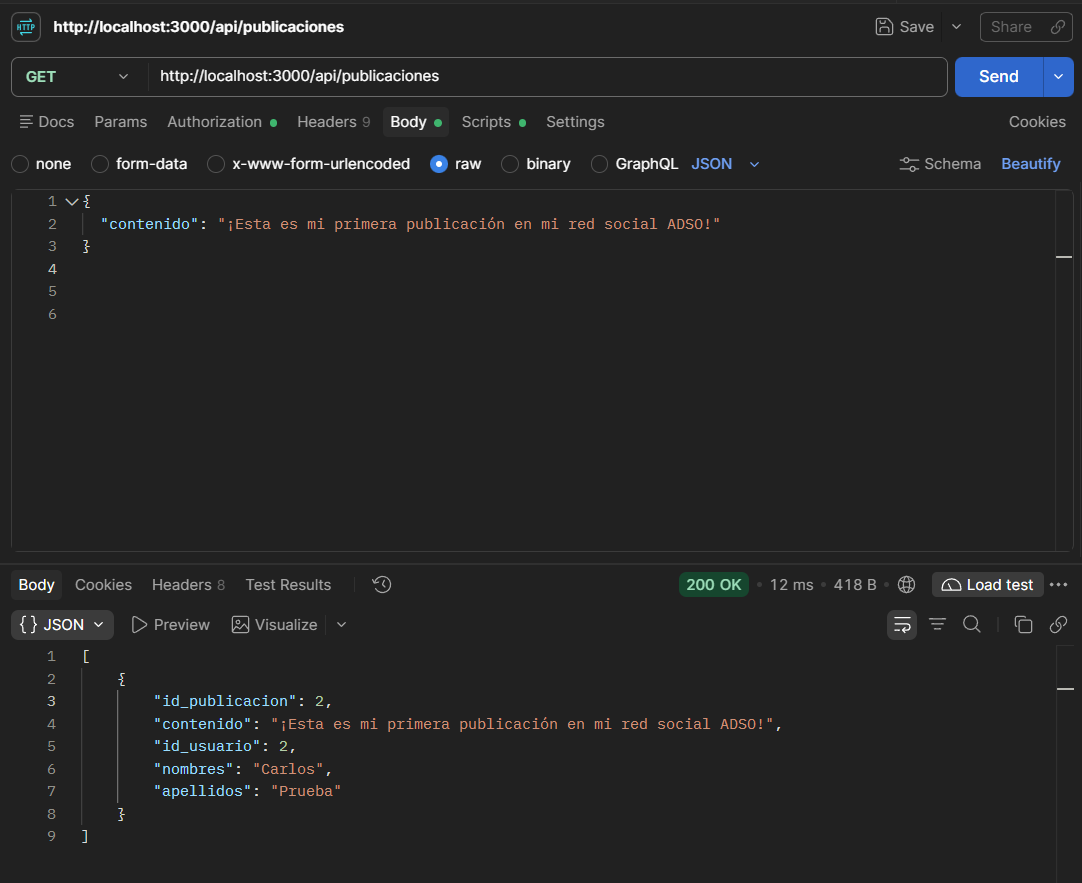 HTTP http://localhost:3000/api/publicaciones Save Share
GET http://localhost:3000/api/publicaciones Send
Docs Params Authorization Headers 9 Body Scripts Settings Cookies
none form-data x-www-form-urlencoded raw binary GraphQL JSON Schema Beautify
1 {
2 "contenido": "¡Esta es mi primera publicación en mi red social ADSO!"
3 }
4
5
6
Body Cookies Headers 8 Test Results 200 OK • 12 ms • 418 B • Load test
{} JSON Preview Visualize
1 [
2 {
3 "id_publicacion": 2,
4 "contenido": "¡Esta es mi primera publicación en mi red social ADSO!",
5 "id_usuario": 2,
6 "nombres": "Carlos",
7 "apellidos": "Prueba"
8 }
9 ]